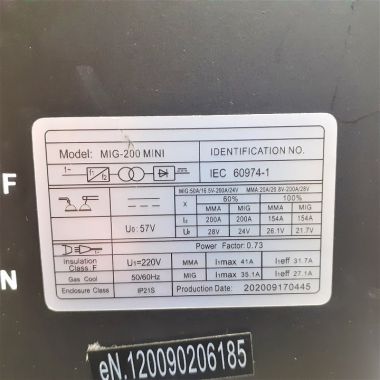 Model: MIG-200 MINI IDENTIFICATION NO.
1~ f1 f2 IEC 60974-1
MIG 50A/16.5V-200A/24V MMA 20A/20.8V-200A/28V
X 60% 100%
MMA MIG MMA MIG
I2 200A 200A 154A 154A
U0: 57V U2 28V 24V 26.1V 21.7V
Power Factor: 0.73
Insulation Class F U1=220V MMA I1max 41A I1eff 31.7A
Gas Cool 50/60Hz MIG I1max 35.1A I1eff 27.1A
Enclosure Class IP21S Production Date: 202009170445
F
N
eN.120090206185